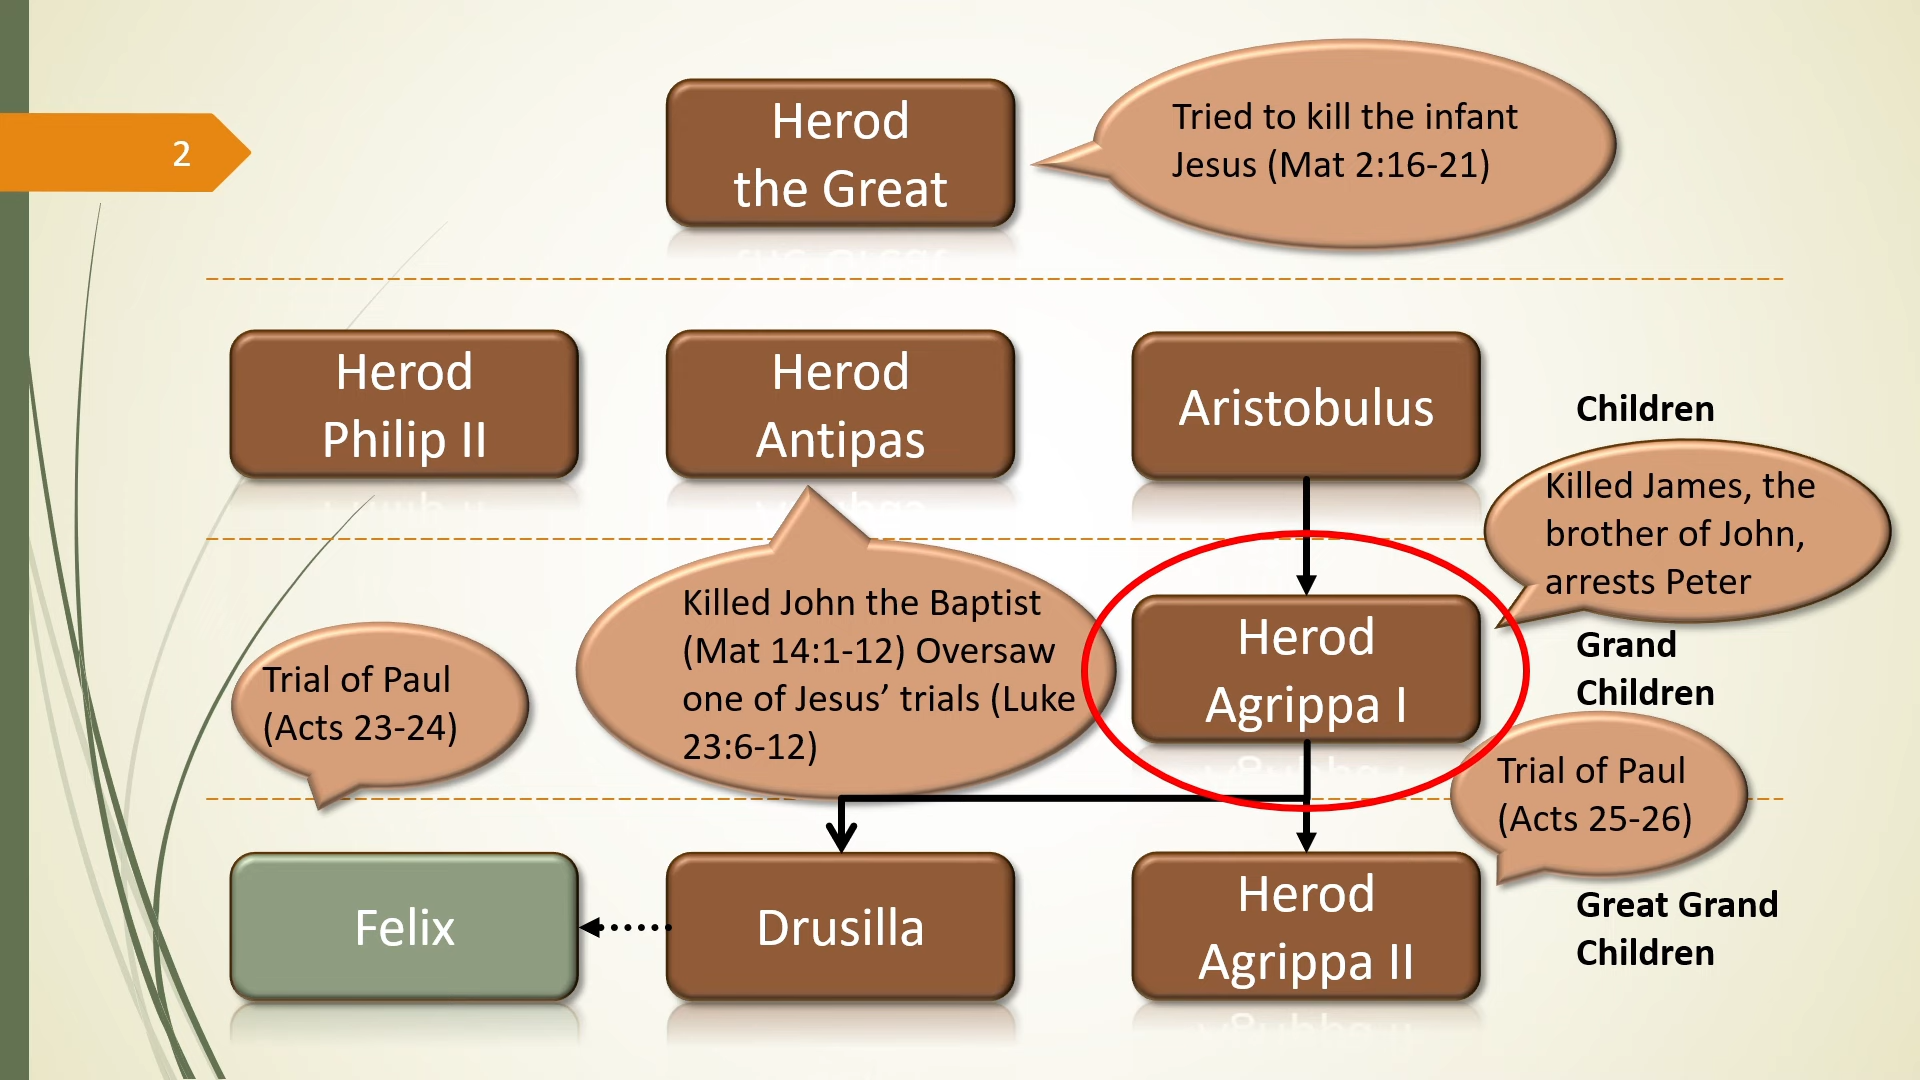 2
Herod
the Great
Tried to kill the infant
Jesus (Mat 2:16-21)
Herod
Philip II
Herod
Antipas
Aristobulus
Children
Killed James, the
brother of John,
arrests Peter
Trial of Paul
(Acts 23-24)
Killed John the Baptist
(Mat 14:1-12) Oversaw
one of Jesus’ trials (Luke
23:6-12)
Herod
Agrippa I
Grand
Children
Trial of Paul
(Acts 25-26)
Felix
Drusilla
Herod
Agrippa II
Great Grand
Children